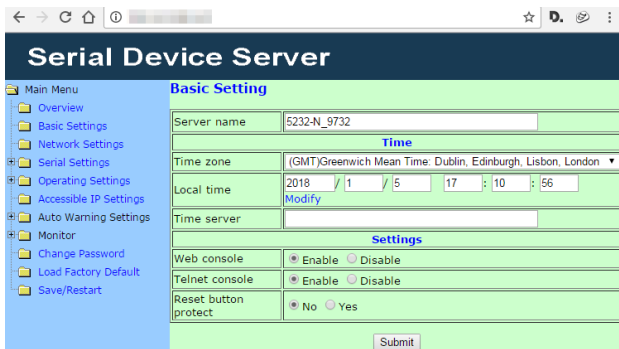 Serial Device Server
Main Menu
Overview
Basic Settings
Network Settings
Serial Settings
Operating Settings
Accessible IP Settings
Auto Warning Settings
Monitor
Change Password
Load Factory Default
Save/Restart
Basic Setting
Server name 5232-N_9732
Time
Time zone (GMT)Greenwich Mean Time: Dublin, Edinburgh, Lisbon, London
Local time 2018 / 1 / 5 17 : 10 : 56
Modify
Time server
Settings
Web console Enable Disable
Telnet console Enable Disable
Reset button
protect No Yes
Submit